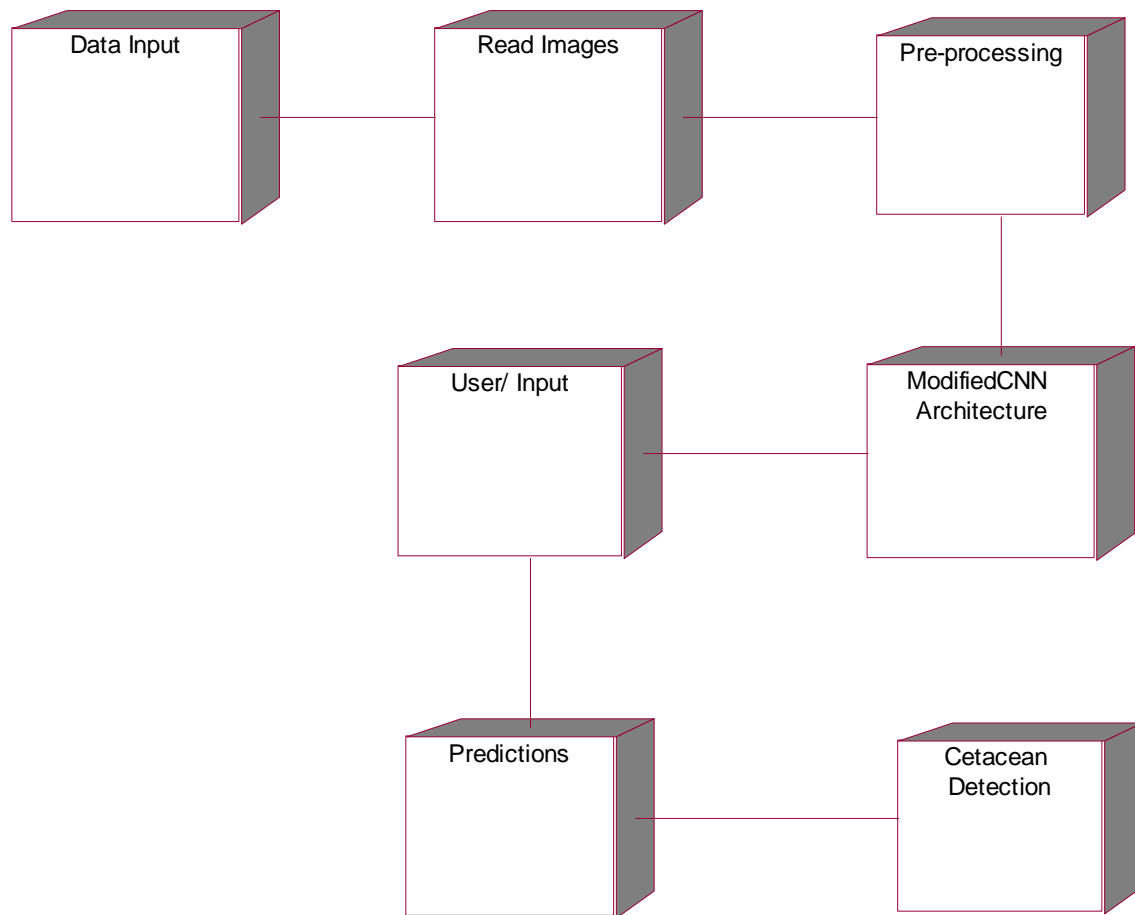 Data Input
Read Images
Pre-processing
User/ Input
ModifiedCNN
Architecture
Predictions
Cetacean
Detection